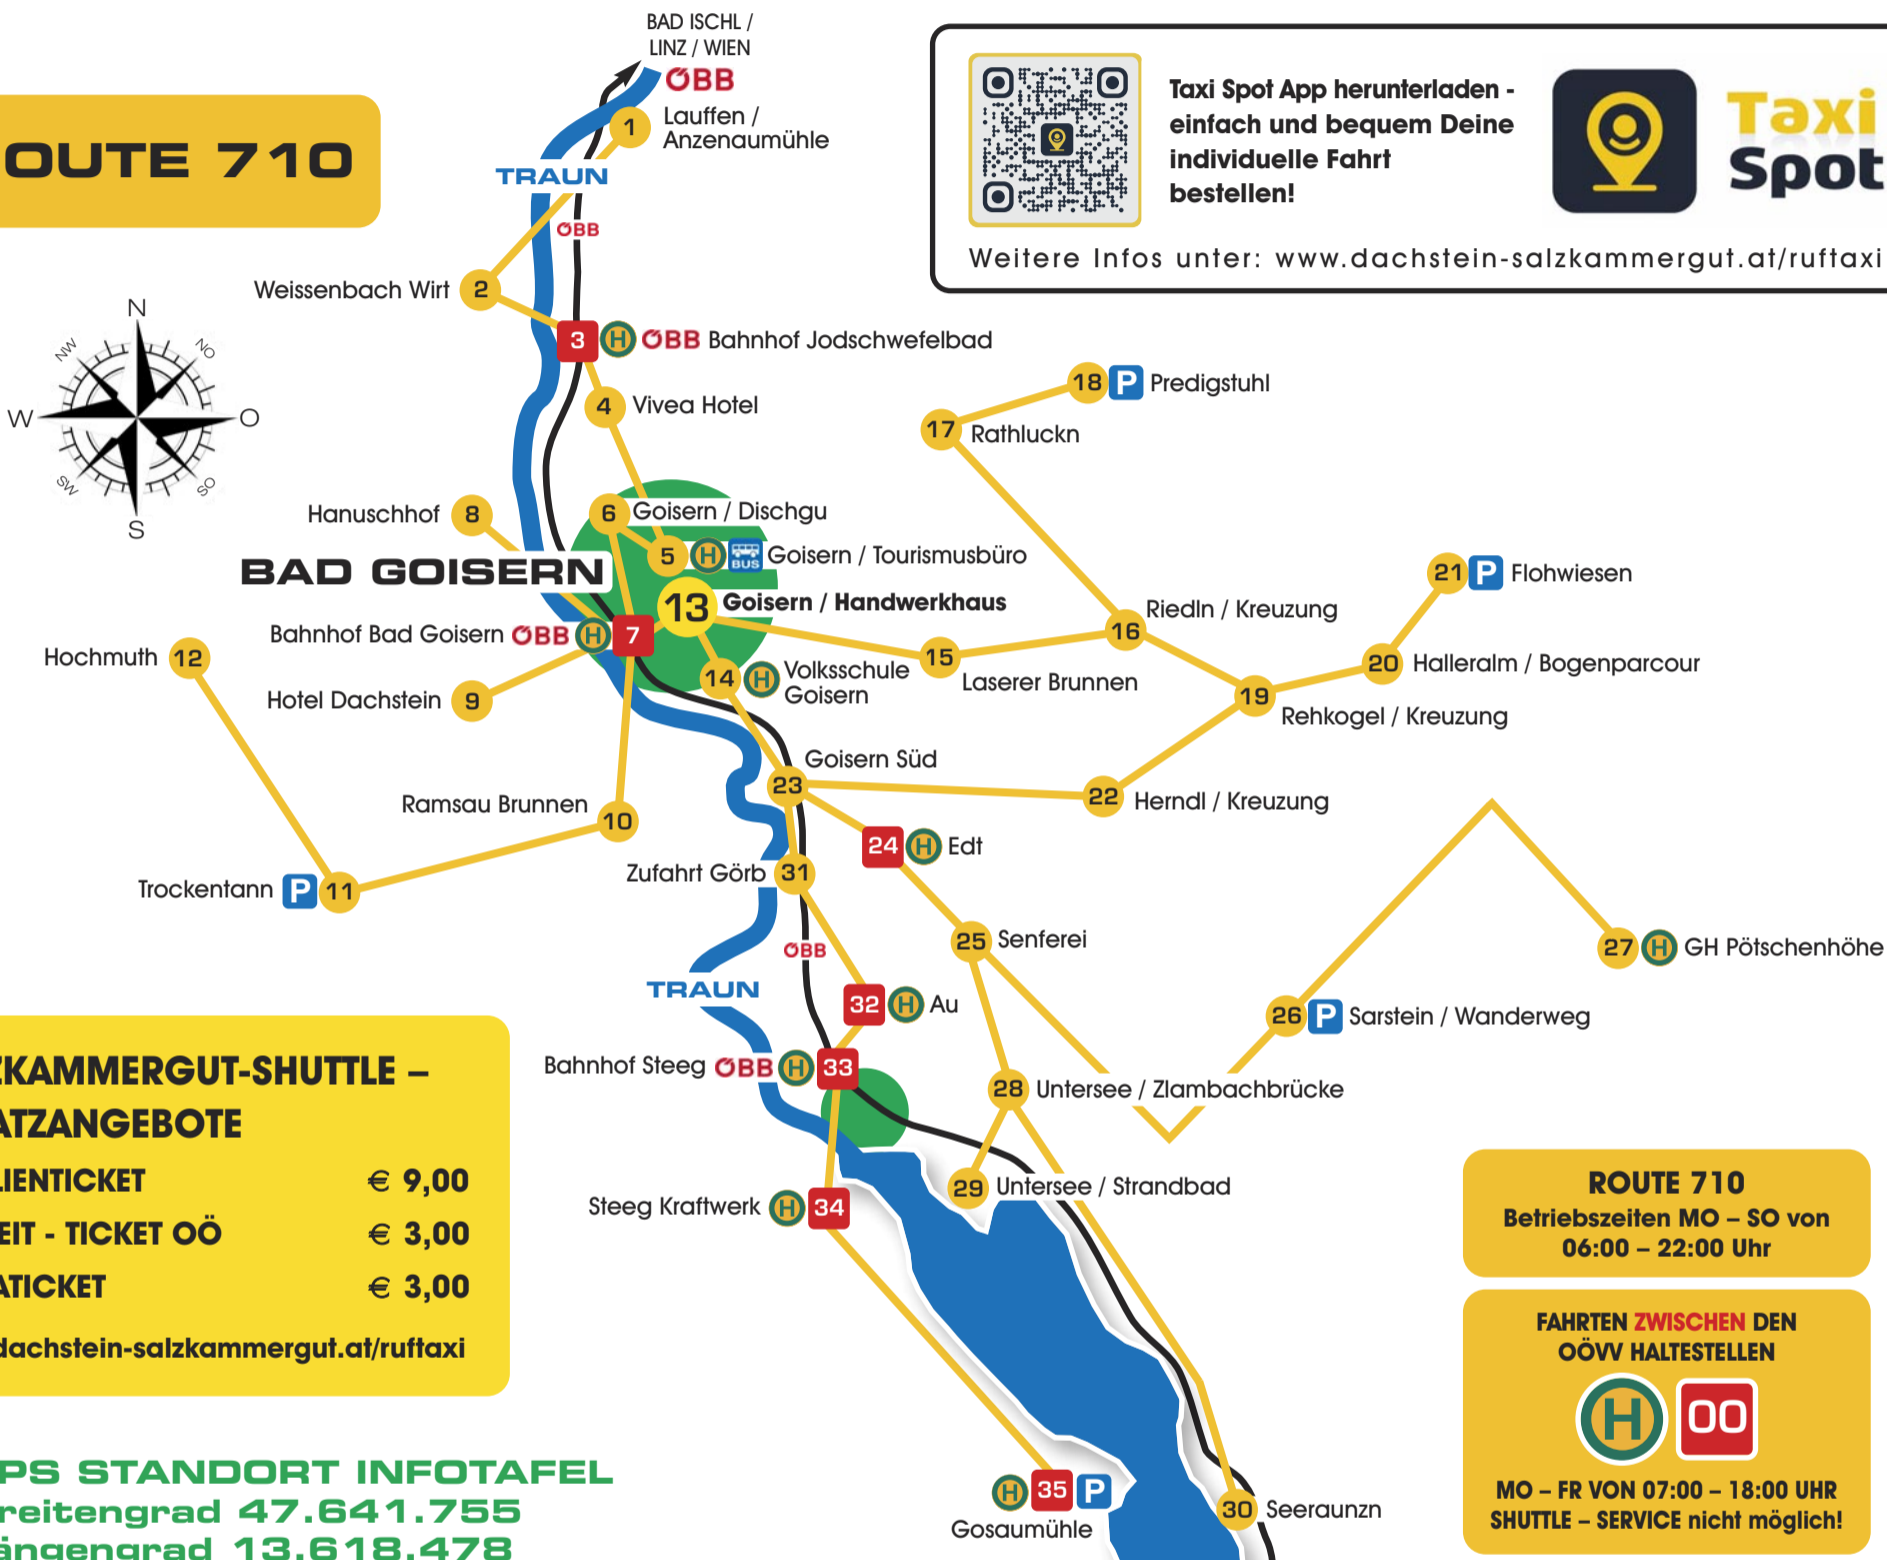 BAD ISCHL /
LINZ / WIEN
ÖBB
1
Lauffen /
Anzenaumühle
OUTE 710
TRAUN
ÖBB
Taxi Spot App herunterladen -
einfach und bequem Deine
individuelle Fahrt
bestellen!
Taxi
Spot
Weitere Infos unter: www.dachstein-salzkammergut.at/ruftaxi
Weissenbach Wirt 2
N
NO
O
SO
S
SW
W
NW
3 H ÖBB Bahnhof Jodschwefelbad
4 Vivea Hotel
18 P Predigstuhl
17 Rathluckn
Hanuschhof 8
6 Goisern / Dischgu
5 H BUS Goisern / Tourismusbüro
BAD GOISERN
13 Goisern / Handwerkhaus
21 P Flohwiesen
Riedln / Kreuzung
16
Bahnhof Bad Goisern ÖBB H 7
Hochmuth 12
15
Laserer Brunnen
20 Halleralm / Bogenparcour
14 H Volksschule
Goisern
Hotel Dachstein 9
19
Rehkogel / Kreuzung
Goisern Süd
23
22 Herndl / Kreuzung
Ramsau Brunnen
10
24 H Edt
Zufahrt Görb 31
Trockentann P 11
25 Senferei
ÖBB
27 H GH Pötschenhöhe
TRAUN
32 H Au
26 P Sarstein / Wanderweg
Bahnhof Steeg ÖBB H 33
28 Untersee / Zlambachbrücke
29 Untersee / Strandbad
Steeg Kraftwerk H 34
ZKAMMERGUT-SHUTTLE –
ATZANGEBOTE
LIENTICKET € 9,00
EIT - TICKET OÖ € 3,00
ATICKET € 3,00
dachstein-salzkammergut.at/ruftaxi
ROUTE 710
Betriebszeiten MO – SO von
06:00 – 22:00 Uhr
FAHRTEN ZWISCHEN DEN
OÖVV HALTESTELLEN
H 00
MO – FR VON 07:00 – 18:00 UHR
SHUTTLE – SERVICE nicht möglich!
H 35 P
Gosaumühle
30 Seeraunzn
PS STANDORT INFOTAFEL
reitengrad 47.641.755
ängengrad 13.618.478